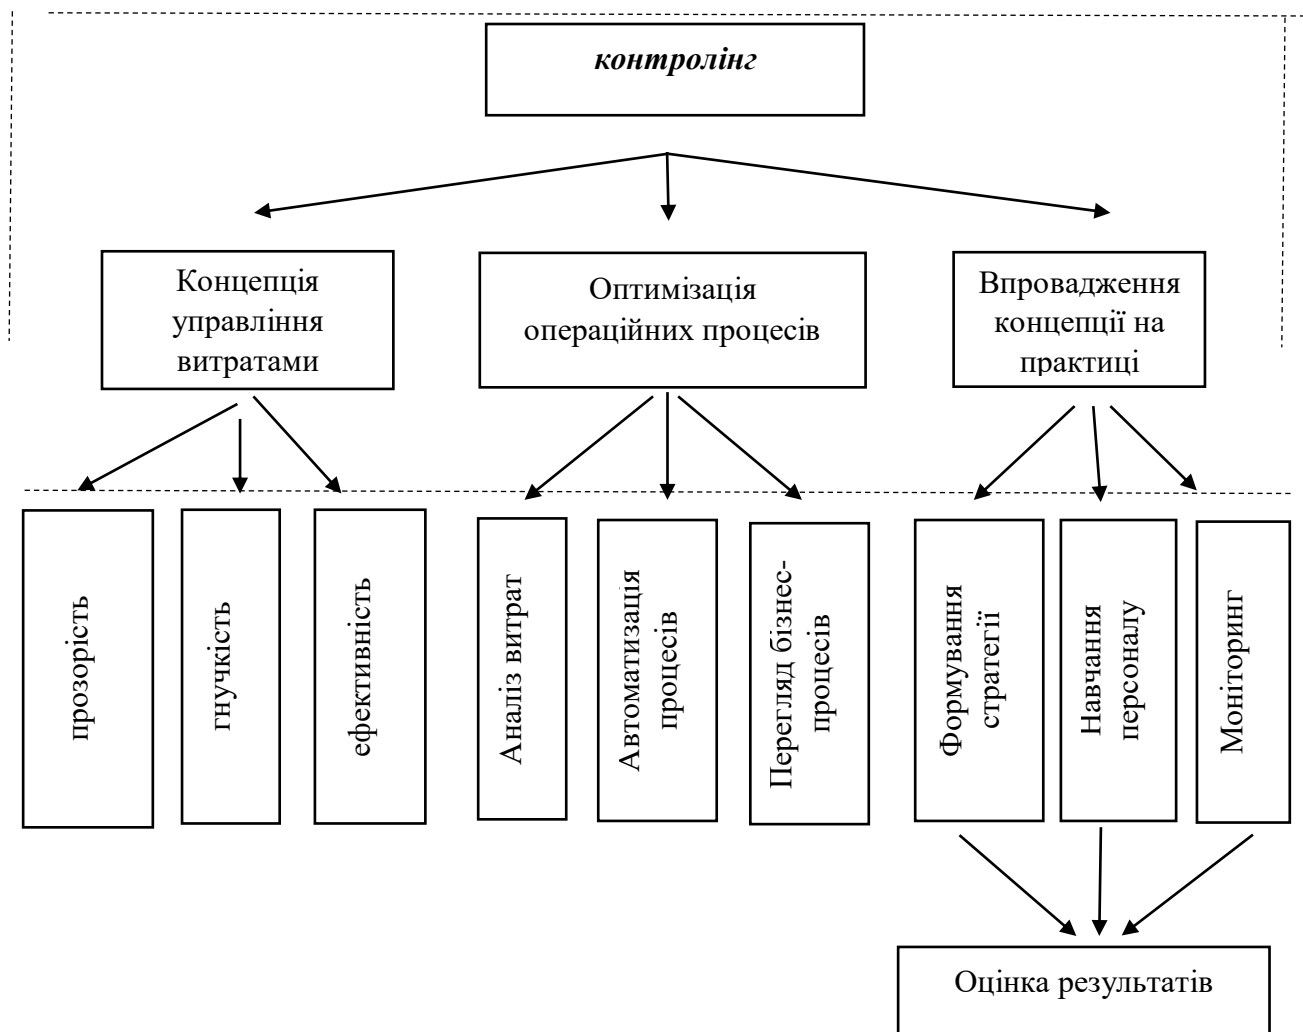 контролінг
Концепція
управління
витратами
Оптимізація
операційних процесів
Впровадження
концепції на
практиці
прозорість
гнучкість
ефективність
Аналіз витрат
Автоматизація
процесів
Перегляд бізнес-
процесів
Формування
стратегії
Навчання
персоналу
Моніторинг
Оцінка результатів